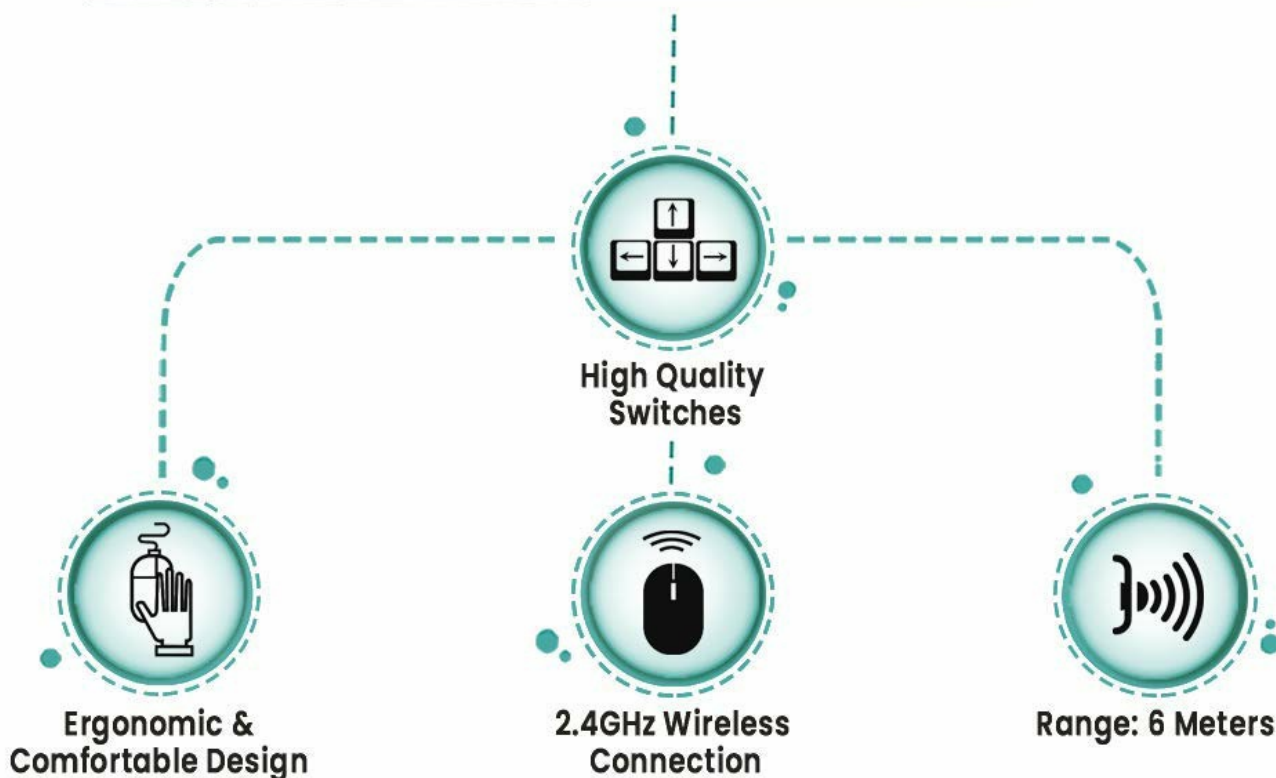 High Quality
Switches
Ergonomic &
Comfortable Design
2.4GHz Wireless
Connection
Range: 6 Meters